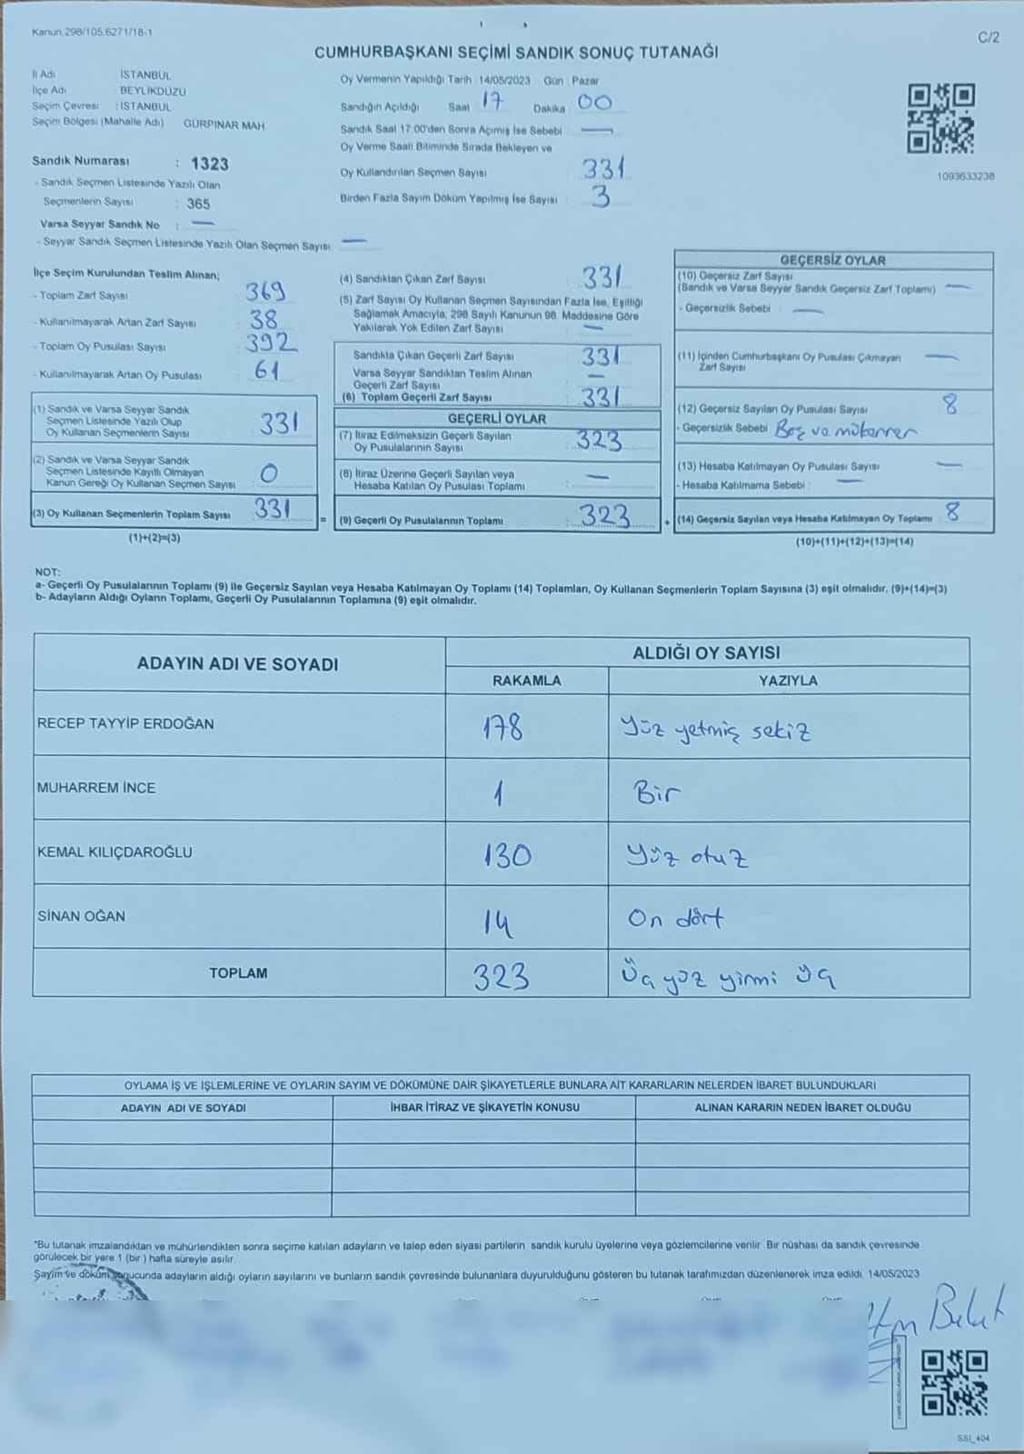 Kanun 298/105.6271/18-1
C/2
CUMHURBAŞKANI SEÇİMİ SANDIK SONUÇ TUTANAĞI
İl Adı : İSTANBUL
İlçe Adı : BEYLİKDÜZÜ
Seçim Çevresi : İSTANBUL
Seçim Bölgesi (Mahalle Adı) GÜRPINAR MAH.
Sandık Numarası : 1323
- Sandık Seçmen Listesinde Yazılı Olan
Seçmenlerin Sayısı : 365
Varsa Seyyar Sandık No : —
- Seyyar Sandık Seçmen Listesinde Yazılı Olan Seçmen Sayısı —
Oy Vermenin Yapıldığı Tarih : 14/05/2023 Gün : Pazar
Sandığın Açıldığı Saat 17 Dakika 00
Sandık Saat 17:00'den Sonra Açımış İse Sebebi —
Oy Verme Saati Bitiminde Sırada Bekleyen ve
Oy Kullandırılan Seçmen Sayısı 331
Birden Fazla Sayım Döküm Yapılmış İse Sayısı 3
1093633238
İlçe Seçim Kurulundan Teslim Alınan;
- Toplam Zarf Sayısı 369
- Kullanılmayarak Artan Zarf Sayısı 38
- Toplam Oy Pusulası Sayısı 392
- Kullanılmayarak Artan Oy Pusulası 61
(1) Sandık ve Varsa Seyyar Sandık
Seçmen Listesinde Yazılı Olup
Oy Kullanan Seçmenlerin Sayısı 331
(2) Sandık ve Varsa Seyyar Sandık
Seçmen Listesinde Kayıtlı Olmayan
Kanun Gereği Oy Kullanan Seçmen Sayısı 0
(3) Oy Kullanan Seçmenlerin Toplam Sayısı 331 =
(1)+(2)=(3)
(4) Sandıktan Çıkan Zarf Sayısı 331
(5) Zarf Sayısı Oy Kullanan Seçmen Sayısından Fazla İse, Eşitliği
Sağlamak Amacıyla; 298 Sayılı Kanunun 98. Maddesine Göre
Yakılarak Yok Edilen Zarf Sayısı —
Sandıkta Çıkan Geçerli Zarf Sayısı 331
Varsa Seyyar Sandıktan Teslim Alınan
Geçerli Zarf Sayısı —
(6) Toplam Geçerli Zarf Sayısı 331
GEÇERLİ OYLAR
(7) İtiraz Edilmeksizin Geçerli Sayılan
Oy Pusulalarının Sayısı 323
(8) İtiraz Üzerine Geçerli Sayılan veya
Hesaba Katılan Oy Pusulası Toplamı —
(9) Geçerli Oy Pusulalarının Toplamı 323 +
GEÇERSİZ OYLAR
(10) Geçersiz Zarf Sayısı
(Sandık ve Varsa Seyyar Sandık Geçersiz Zarf Toplamı) —
- Geçersizlik Sebebi : —
(11) İçinden Cumhurbaşkanı Oy Pusulası Çıkmayan
Zarf Sayısı —
(12) Geçersiz Sayılan Oy Pusulası Sayısı 8
- Geçersizlik Sebebi Boş ve mükerrer
(13) Hesaba Katılmayan Oy Pusulası Sayısı —
- Hesaba Katılmama Sebebi : —
(14) Geçersiz Sayılan veya Hesaba Katılmayan Oy Toplamı 8
(10)+(11)+(12)+(13)=(14)
NOT:
a- Geçerli Oy Pusulalarının Toplamı (9) ile Geçersiz Sayılan veya Hesaba Katılmayan Oy Toplamı (14) Toplamları, Oy Kullanan Seçmenlerin Toplam Sayısına (3) eşit olmalıdır. (9)+(14)=(3)
b- Adayların Aldığı Oyların Toplamı, Geçerli Oy Pusulalarının Toplamına (9) eşit olmalıdır.
ADAYIN ADI VE SOYADI ALDIĞI OY SAYISI
RAKAMLA YAZIYLA
RECEP TAYYİP ERDOĞAN 178 Yüz yetmiş sekiz
MUHARREM İNCE 1 Bir
KEMAL KILIÇDAROĞLU 130 Yüz otuz
SİNAN OĞAN 14 On dört
TOPLAM 323 Üç yüz yirmi üç
OYLAMA İŞ VE İŞLEMLERİNE VE OYLARIN SAYIM VE DÖKÜMÜNE DAİR ŞİKAYETLERLE BUNLARA AİT KARARLARIN NELERDEN İBARET BULUNDUKLARI
ADAYIN ADI VE SOYADI İHBAR İTİRAZ VE ŞİKAYETİN KONUSU ALINAN KARARIN NEDEN İBARET OLDUĞU
"Bu tutanak imzalandıktan ve mühürlendikten sonra seçime katılan adayların ve talep eden siyasi partilerin sandık kurulu üyelerine veya gözlemcilerine verilir. Bir nüshası da sandık çevresinde
görülecek bir yere 1 (bir) hafta süreyle asılır.
Sayım ve döküm sonucunda adayların aldığı oyların sayılarını ve bunların sandık çevresinde bulunanlara duyurulduğunu gösteren bu tutanak tarafımızdan düzenlenerek imza edildi. 14/05/2023
SSI_404